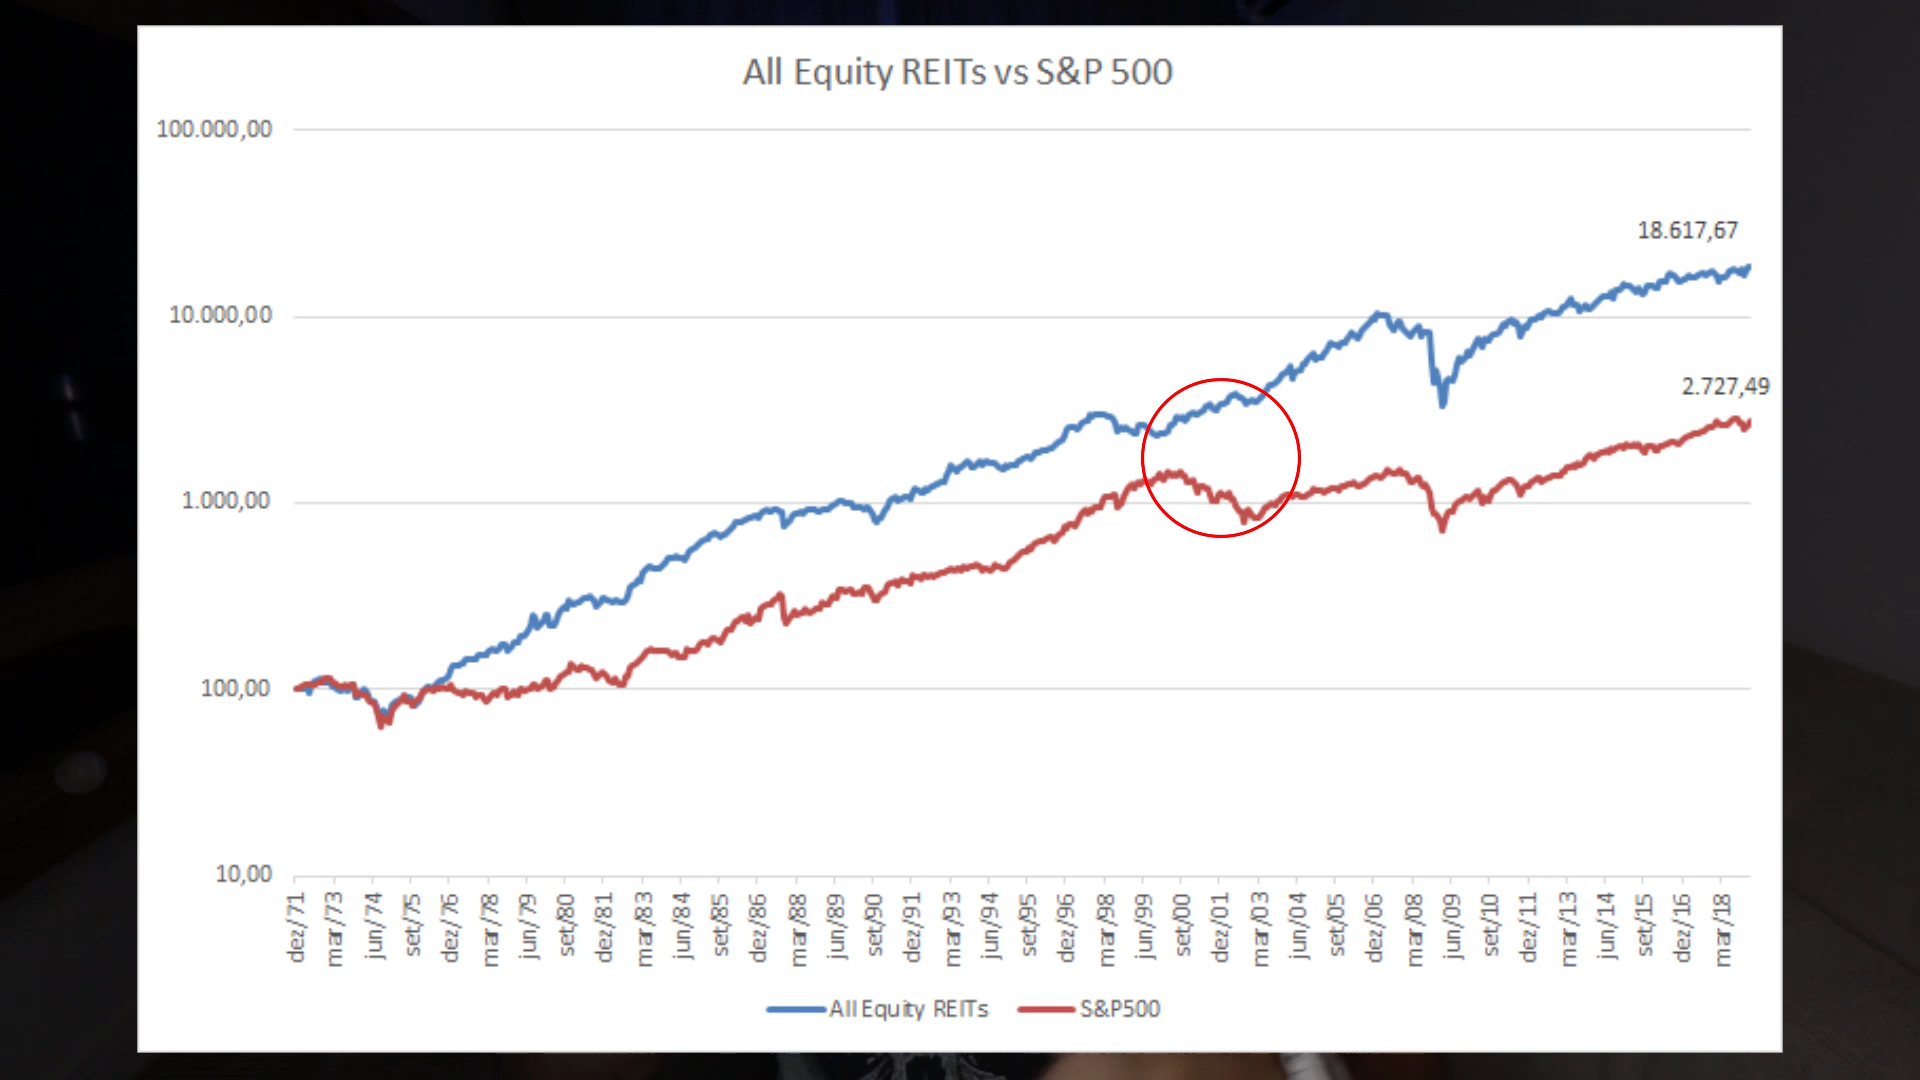 All Equity REITs vs S&P 500
100.000,00
18.617,67
10.000,00
2.727,49
1.000,00
100,00
10,00
dez/71
mar/73
jun/74
set/75
dez/76
mar/78
jun/79
set/80
dez/81
mar/83
jun/84
set/85
dez/86
mar/88
jun/89
set/90
dez/91
mar/93
jun/94
set/95
dez/96
mar/98
jun/99
set/00
dez/01
mar/03
jun/04
set/05
dez/06
mar/08
jun/09
set/10
dez/11
mar/13
jun/14
set/15
dez/16
mar/18
All Equity REITs
S&P500